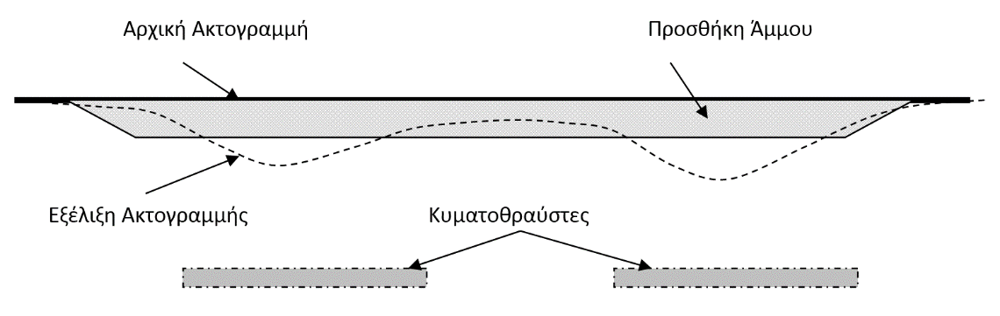 Αρχική Ακτογραμμή
Προσθήκη Άμμου
Εξέλιξη Ακτογραμμής
Κυματοθραύστες